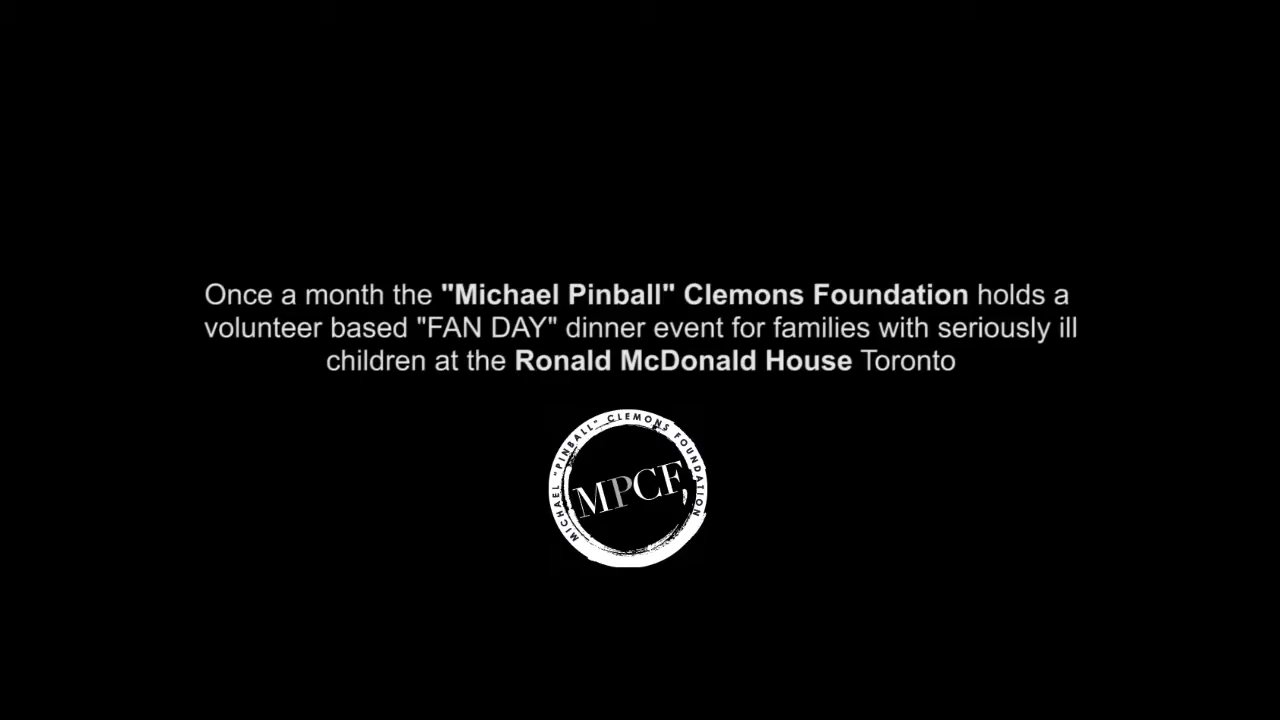 Once a month the "Michael Pinball" Clemons Foundation holds a
volunteer based "FAN DAY" dinner event for families with seriously ill
children at the Ronald McDonald House Toronto
MICHAEL "PINBALL" CLEMONS FOUNDATION
MPCF,